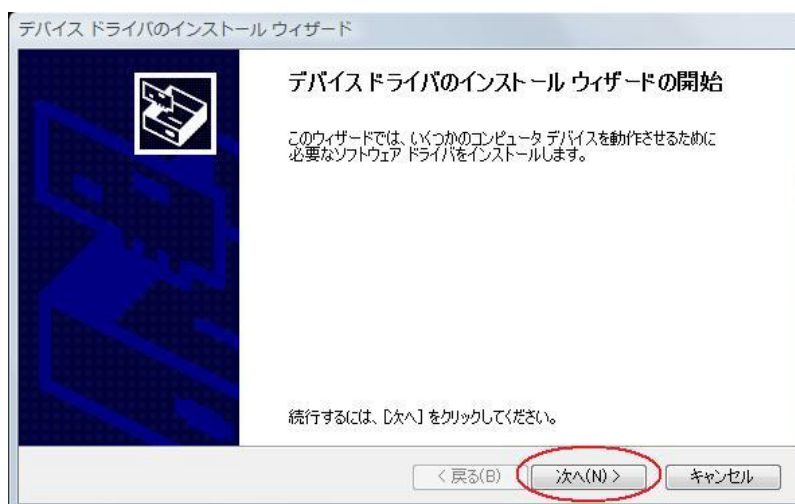 デバイス ドライバのインストール ウィザード
デバイス ドライバのインストール ウィザードの開始
このウィザードでは、いくつかのコンピュータ デバイスを動作させるために
必要なソフトウェア ドライバをインストールします。
続行するには、[次へ] をクリックしてください。
< 戻る(B) 次へ(N) > キャンセル